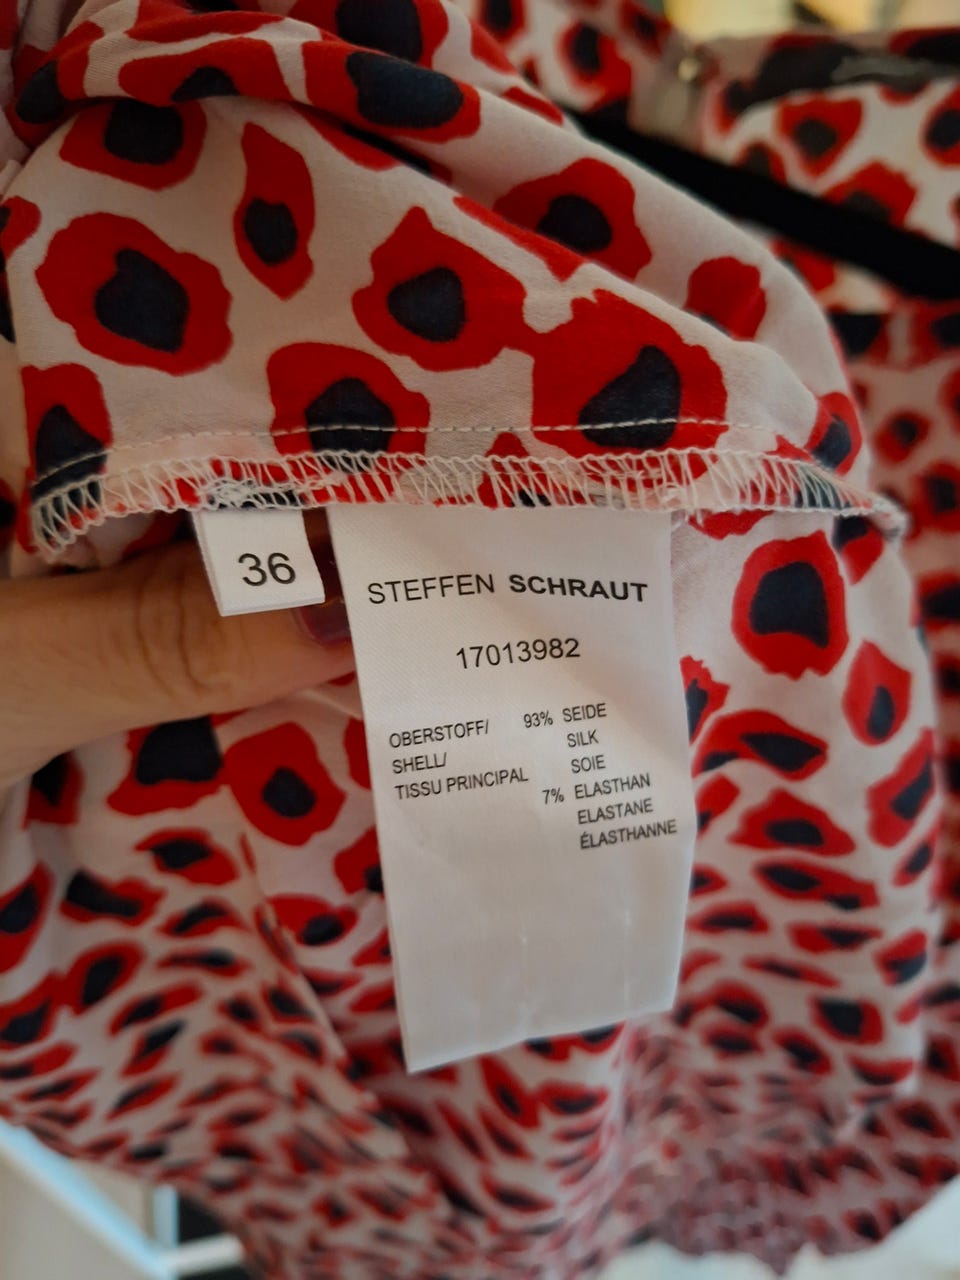 36
STEFFEN SCHRAUT
17013982
OBERSTOFF/ 93% SEIDE
SHELL/ SILK
TISSU PRINCIPAL SOIE
7% ELASTHAN
ELASTANE
ÉLASTHANNE